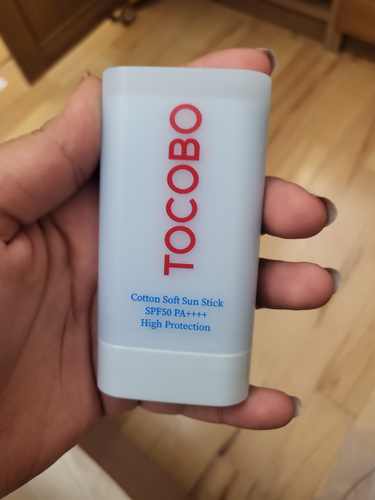 TOCOBO
Cotton Soft Sun Stick
SPF50 PA++++
High Protection